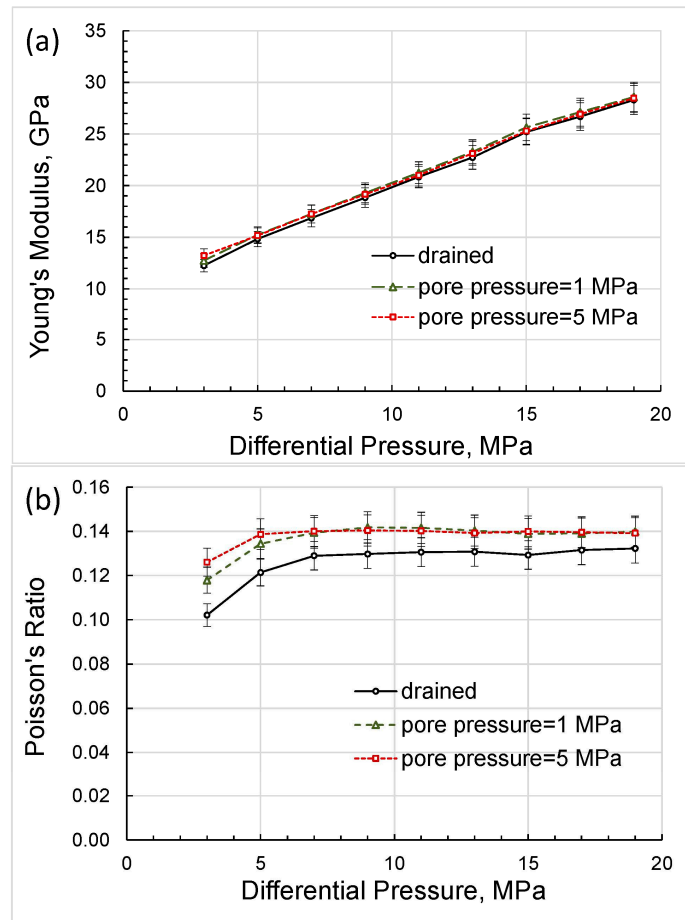 (a)
Young's Modulus, GPa
35
30
25
20
15
10
5
0
drained
pore pressure=1 MPa
pore pressure=5 MPa
0 5 10 15 20
Differential Pressure, MPa
(b)
Poisson's Ratio
0.16
0.14
0.12
0.10
0.08
0.06
0.04
0.02
0.00
drained
pore pressure=1 MPa
pore pressure=5 MPa
0 5 10 15 20
Differential Pressure, MPa